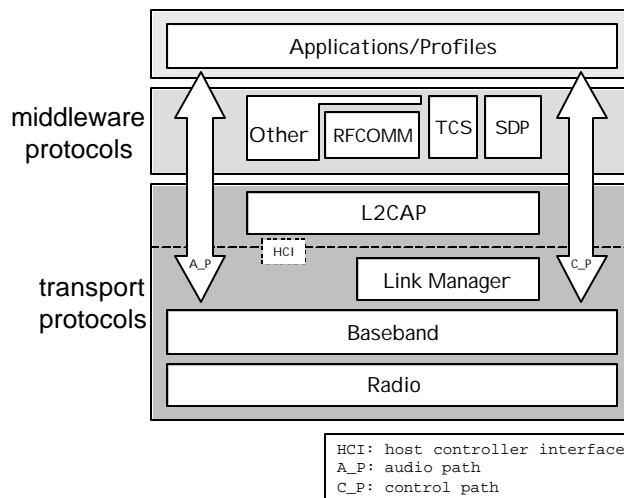 Applications/Profiles
middleware
protocols
Other
RFCOMM
TCS
SDP
L2CAP
HCI
A_P
C_P
Link Manager
transport
protocols
Baseband
Radio
HCI: host controller interface
A_P: audio path
C_P: control path